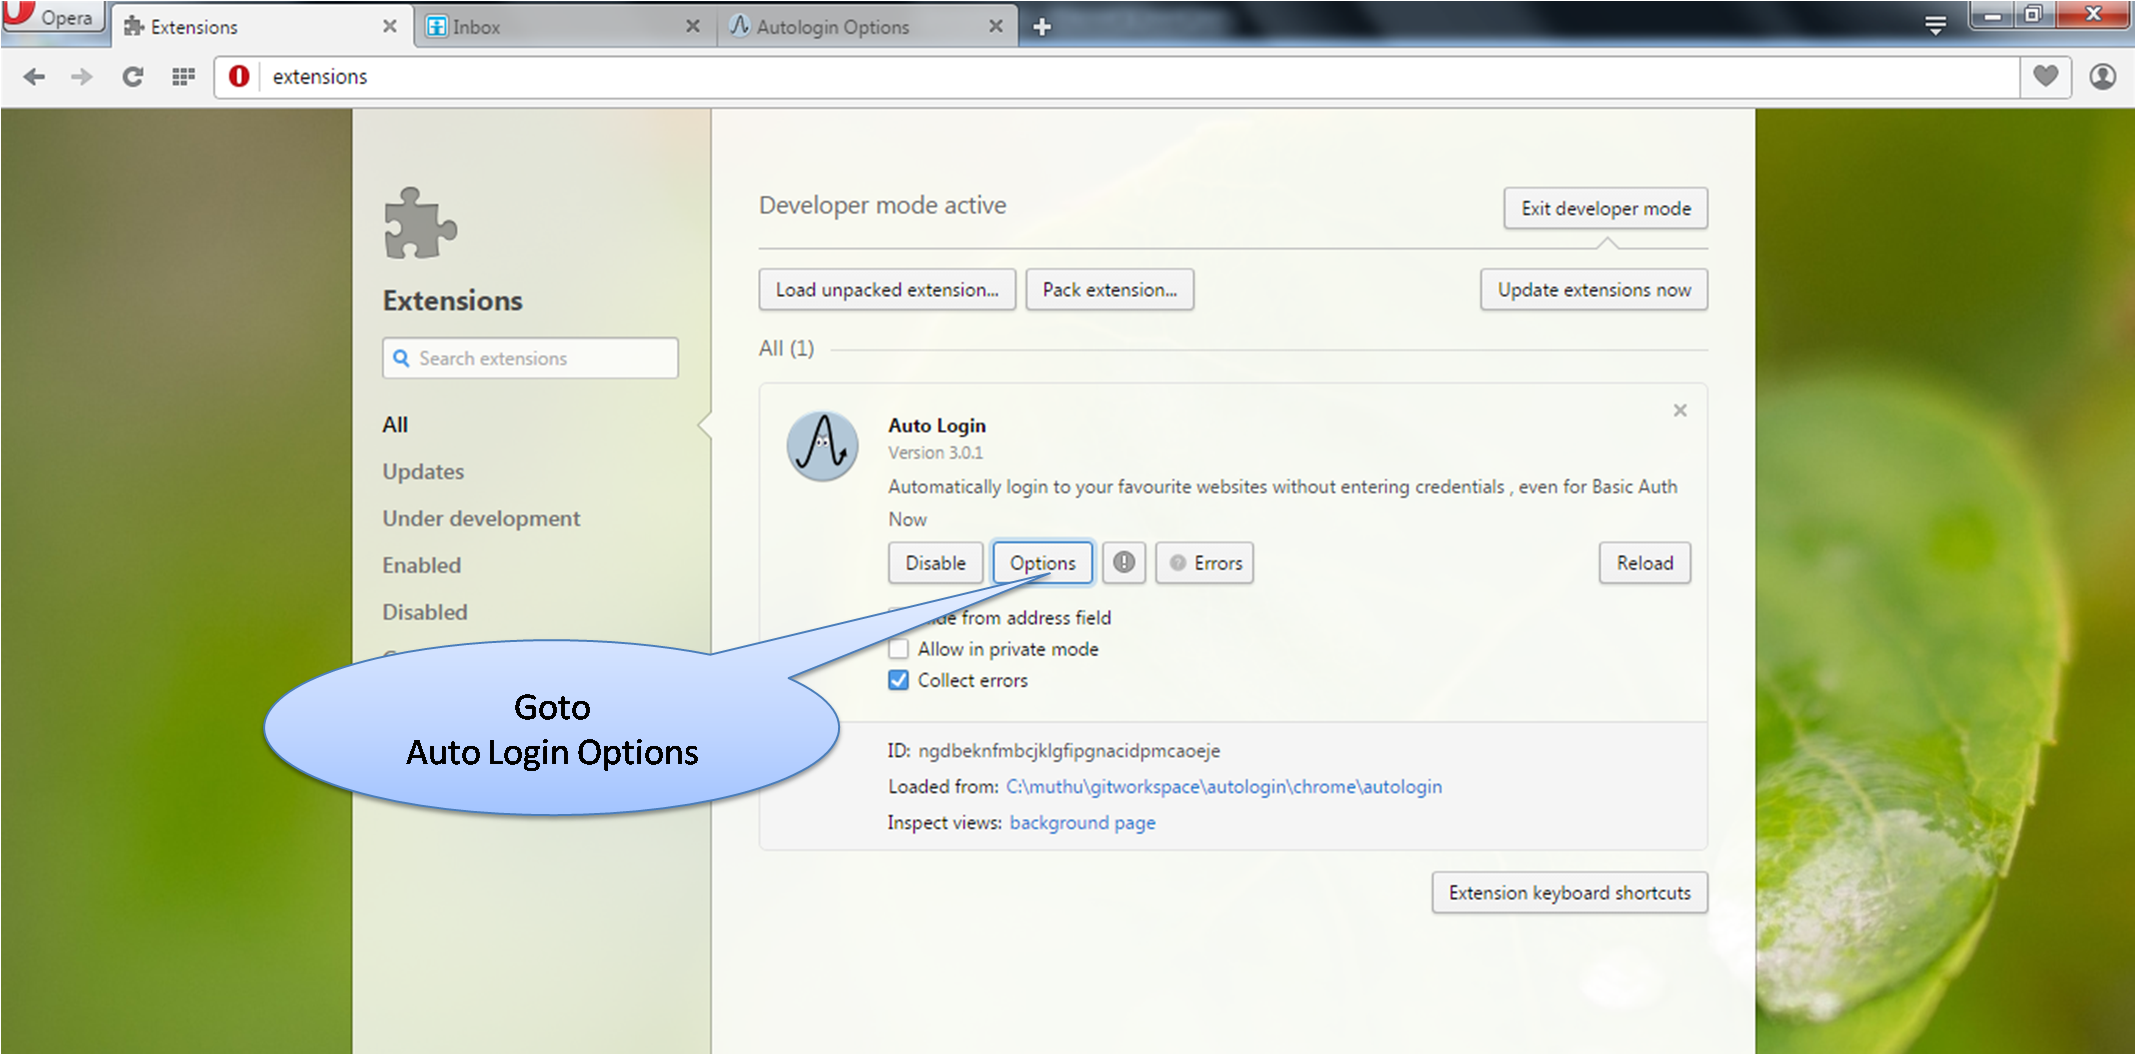 Opera
Extensions
Inbox
Autologin Options
extensions
Developer mode active
Exit developer mode
Load unpacked extension...
Pack extension...
Update extensions now
Extensions
Search extensions
All (1)
All
Updates
Under development
Enabled
Disabled
Auto Login
Version 3.0.1
Automatically login to your favourite websites without entering credentials , even for Basic Auth
Now
Disable
Options
Errors
Reload
from address field
Allow in private mode
Collect errors
Goto
Auto Login Options
ID: ngdbeknfmbcjklgfipgnacidpmcaoeje
Loaded from: C:\muthu\gitworkspace\autologin\chrome\autologin
Inspect views: background page
Extension keyboard shortcuts